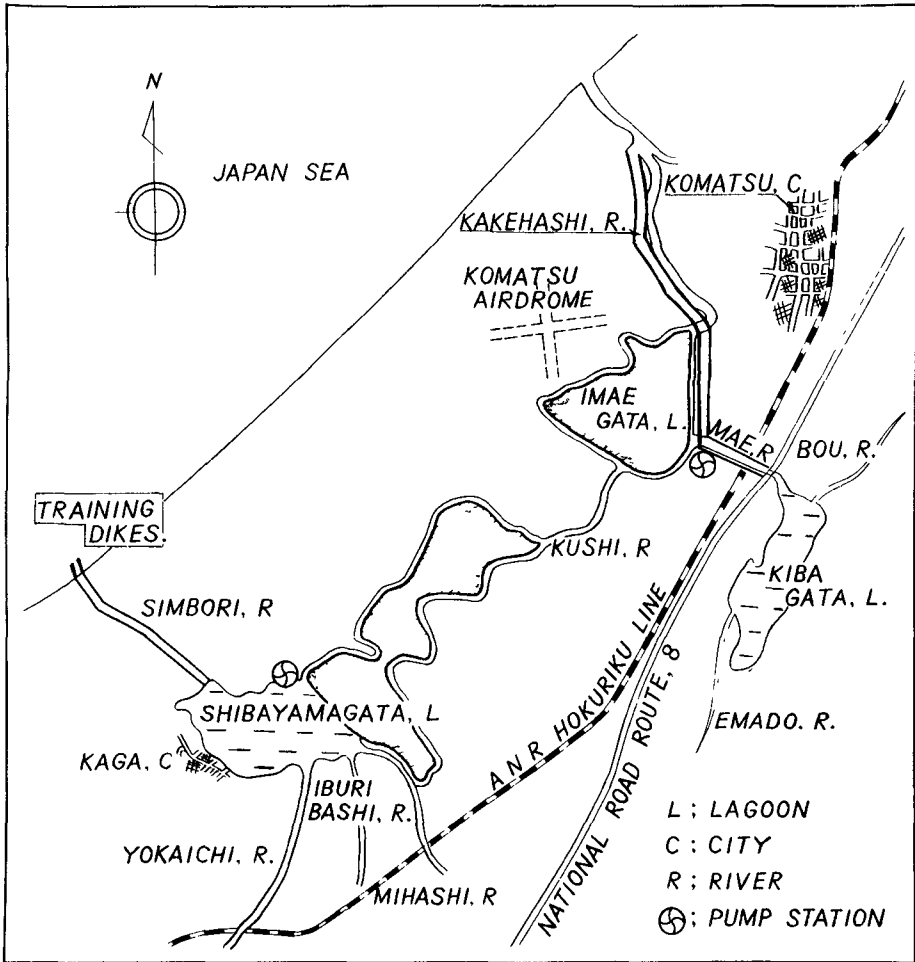 N
JAPAN SEA
KOMATSU, C
KAKEHASHI, R.
KOMATSU
AIRDROME
IMAE
GATA, L.
MAE, R
BOU, R.
TRAINING
DIKES.
KUSHI, R
KIBA
GATA, L.
SIMBORI, R
SHIBAYAMAGATA, L
EMADO. R.
KAGA, C
IBURI
BASHI, R.
ANR HOKURIKU LINE
NATIONAL ROAD ROUTE, 8
YOKAICHI, R.
MIHASHI, R
L ; LAGOON
C ; CITY
R ; RIVER
; PUMP STATION